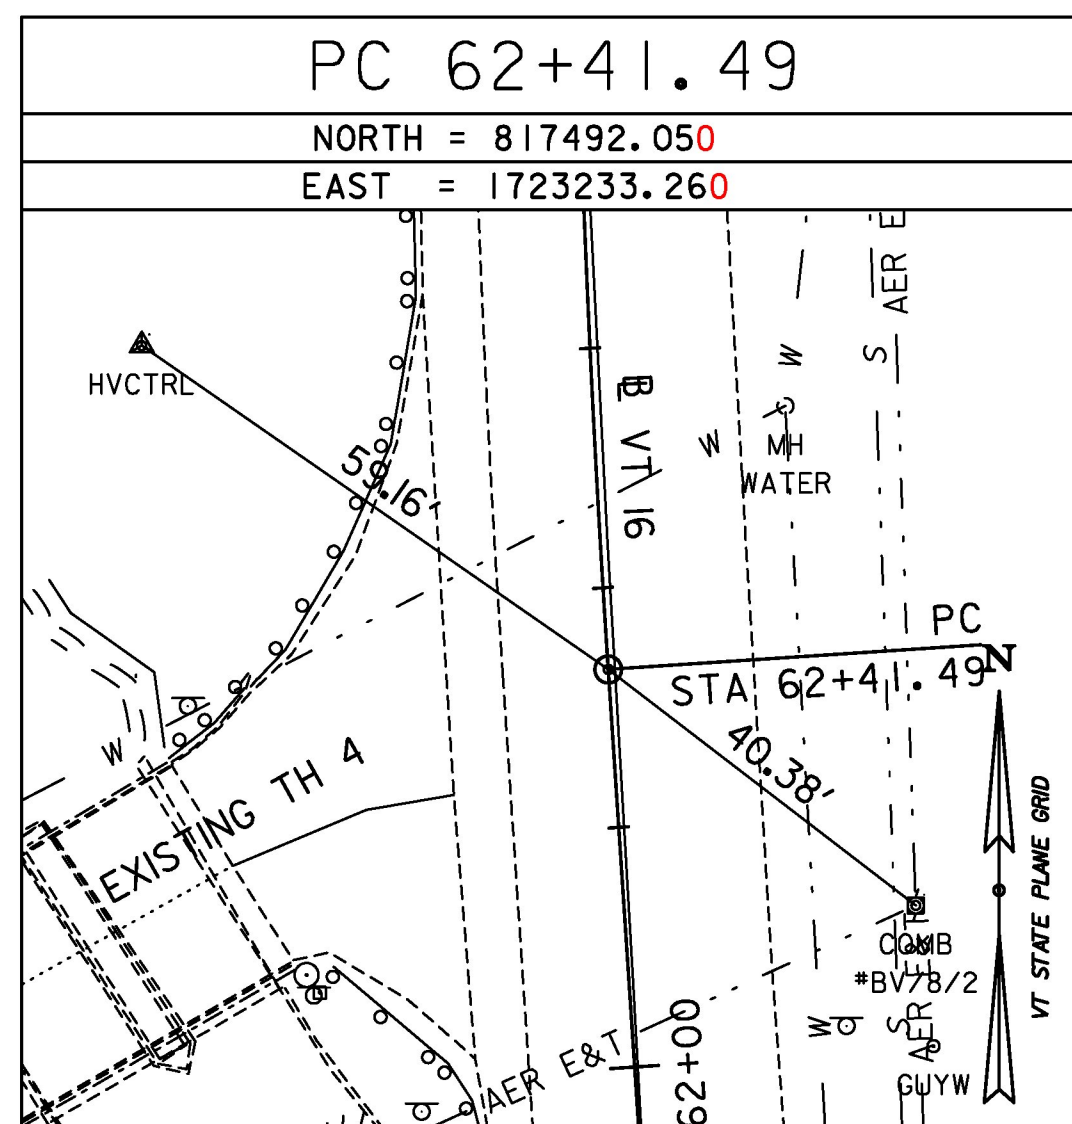 PC 62+41.49
NORTH = 817492.050
EAST = 1723233.260
AER E
HVCTRL
W
S
BL VT 16
W
MH
WATER
59.16'
PC
N
STA 62+41.49
40.38'
W
EXISTING TH 4
VT STATE PLANE GRID
COMB
#BV/8/2
W
S
AER E&T
AER E&T
62+00
GUYW